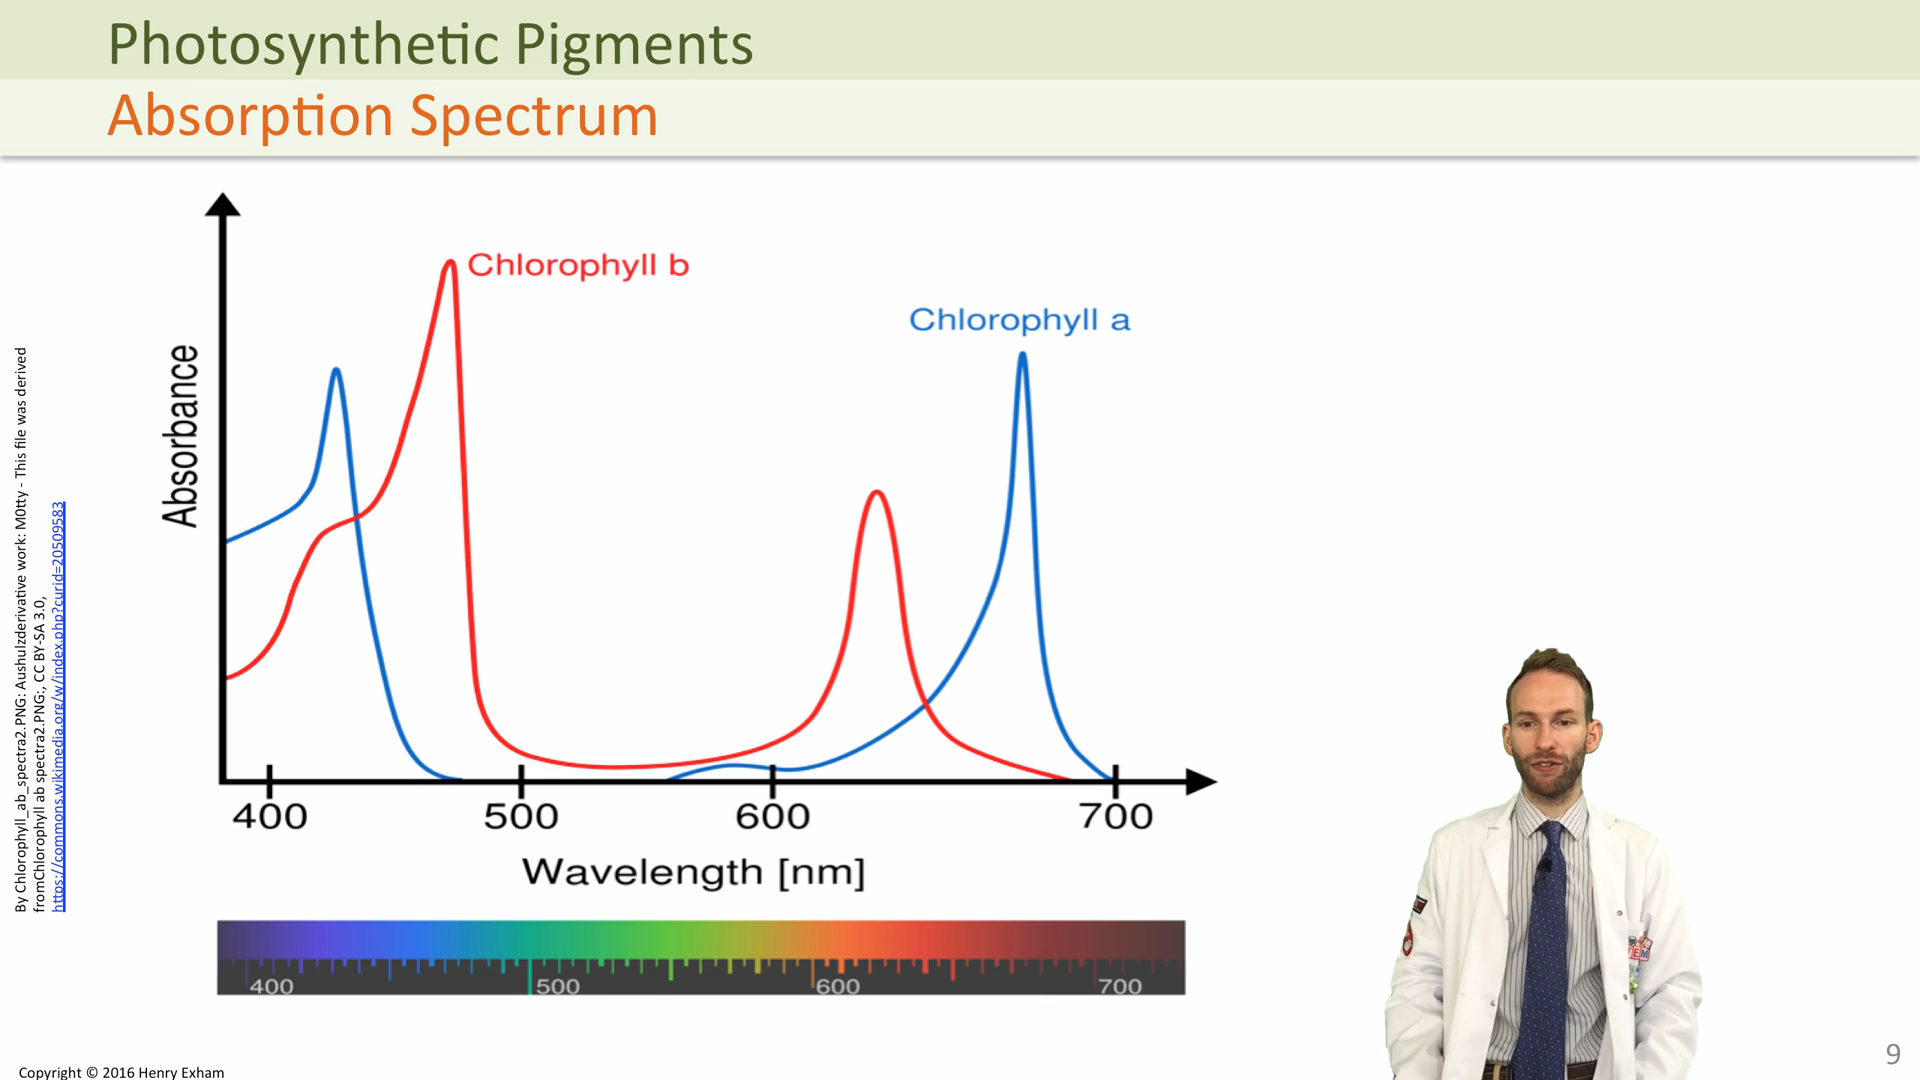 Photosynthetic Pigments
Absorption Spectrum
Chlorophyll b
Chlorophyll a
Absorbance
400 500 600 700
Wavelength [nm]
400 500 600 700
By Chlorophyll_ab_spectra2.PNG: Aushulzderivative work: M0tty - This file was derived
fromChlorophyll ab spectra2.PNG:, CC BY-SA 3.0,
https://commons.wikimedia.org/w/index.php?curid=20509583
Copyright © 2016 Henry Exham
9